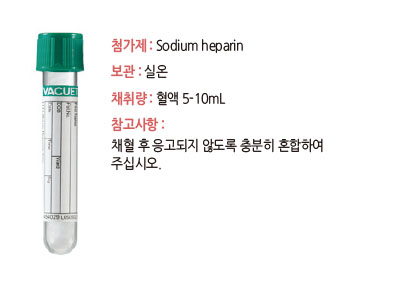 첨가제 : Sodium heparin
보관 : 실온
채취량 : 혈액 5-10mL
참고사항 :
채혈 후 응고되지 않도록 충분히 혼합하여
주십시오.
VACUET